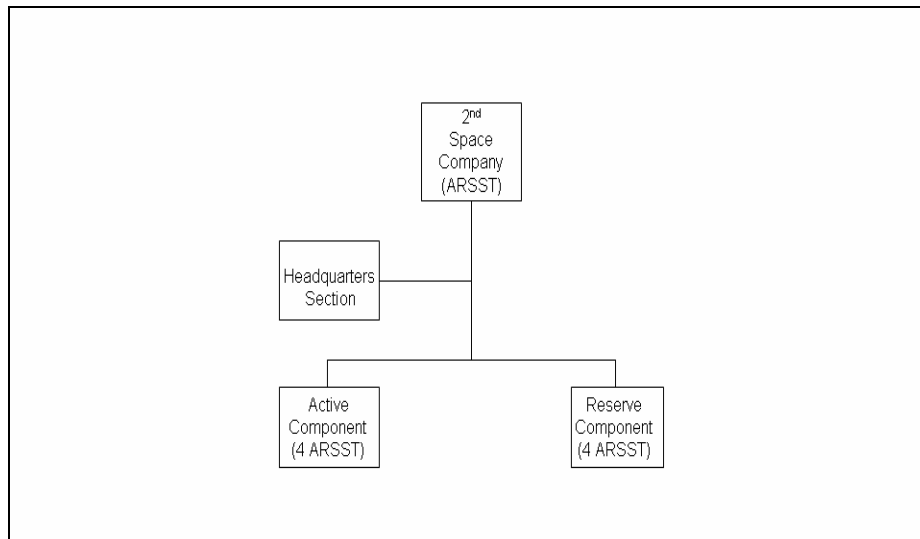 2nd
Space
Company
(ARSST)
Headquarters
Section
Active
Component
(4 ARSST)
Reserve
Component
(4 ARSST)